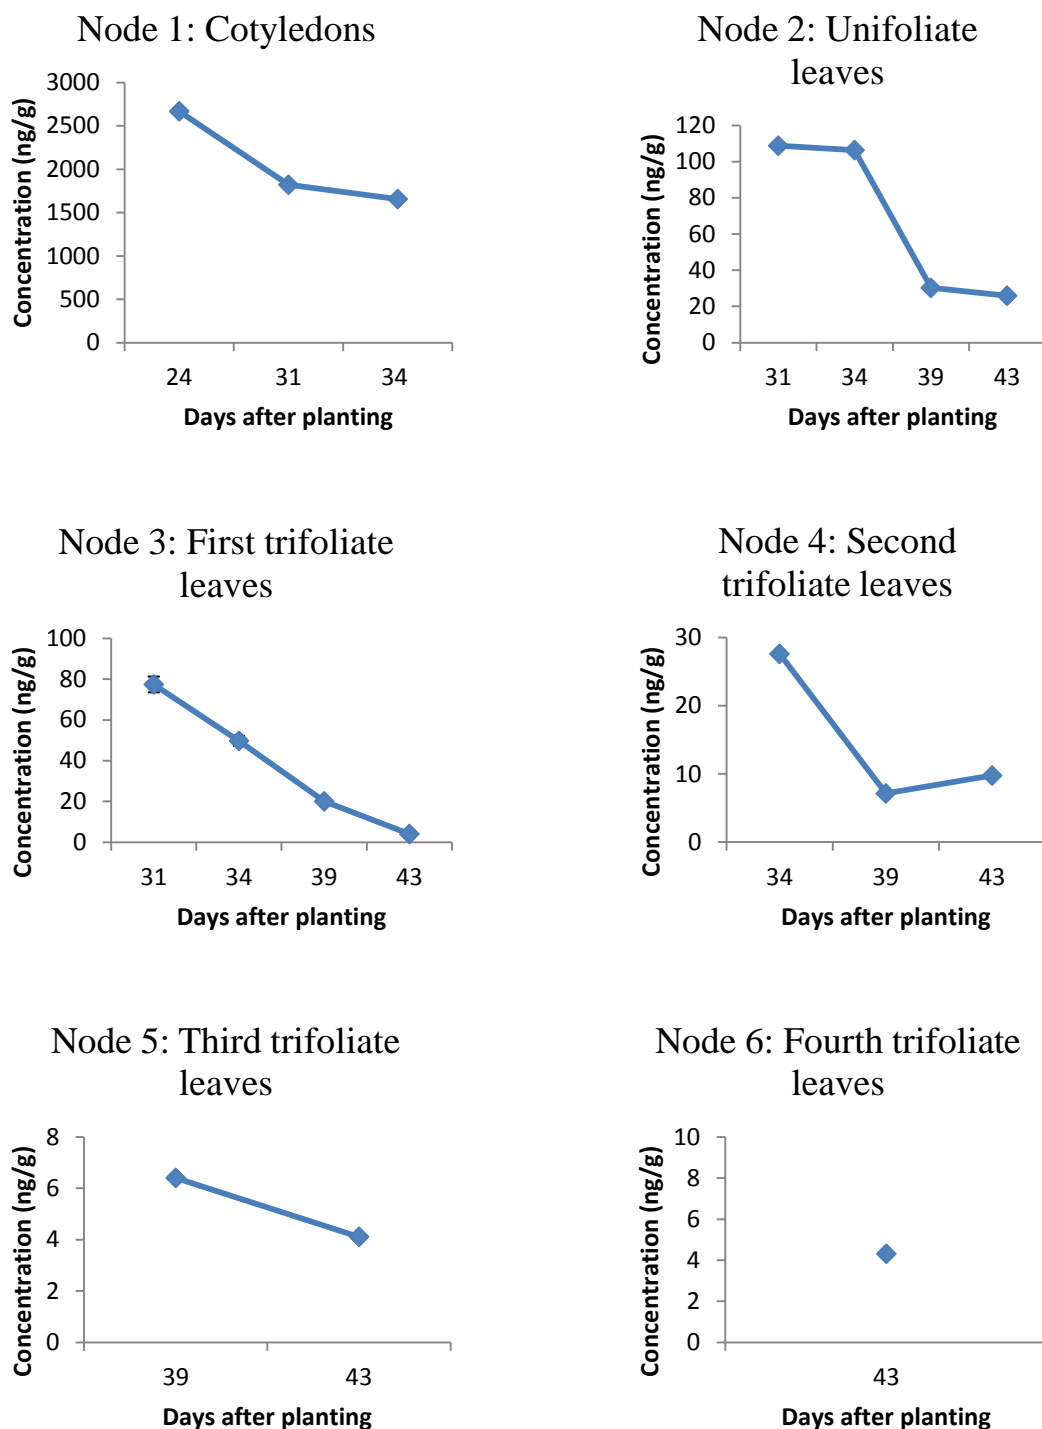 Node 1: Cotyledons
Concentration (ng/g)
3000
2500
2000
1500
1000
500
0
24 31 34
Days after planting
Node 2: Unifoliate
leaves
Concentration (ng/g)
120
100
80
60
40
20
0
31 34 39 43
Days after planting
Node 3: First trifoliate
leaves
Concentration (ng/g)
100
80
60
40
20
0
31 34 39 43
Days after planting
Node 4: Second
trifoliate leaves
Concentration (ng/g)
30
20
10
0
34 39 43
Days after planting
Node 5: Third trifoliate
leaves
Concentration (ng/g)
8
6
4
2
0
39 43
Days after planting
Node 6: Fourth trifoliate
leaves
Concentration (ng/g)
10
8
6
4
2
0
43
Days after planting